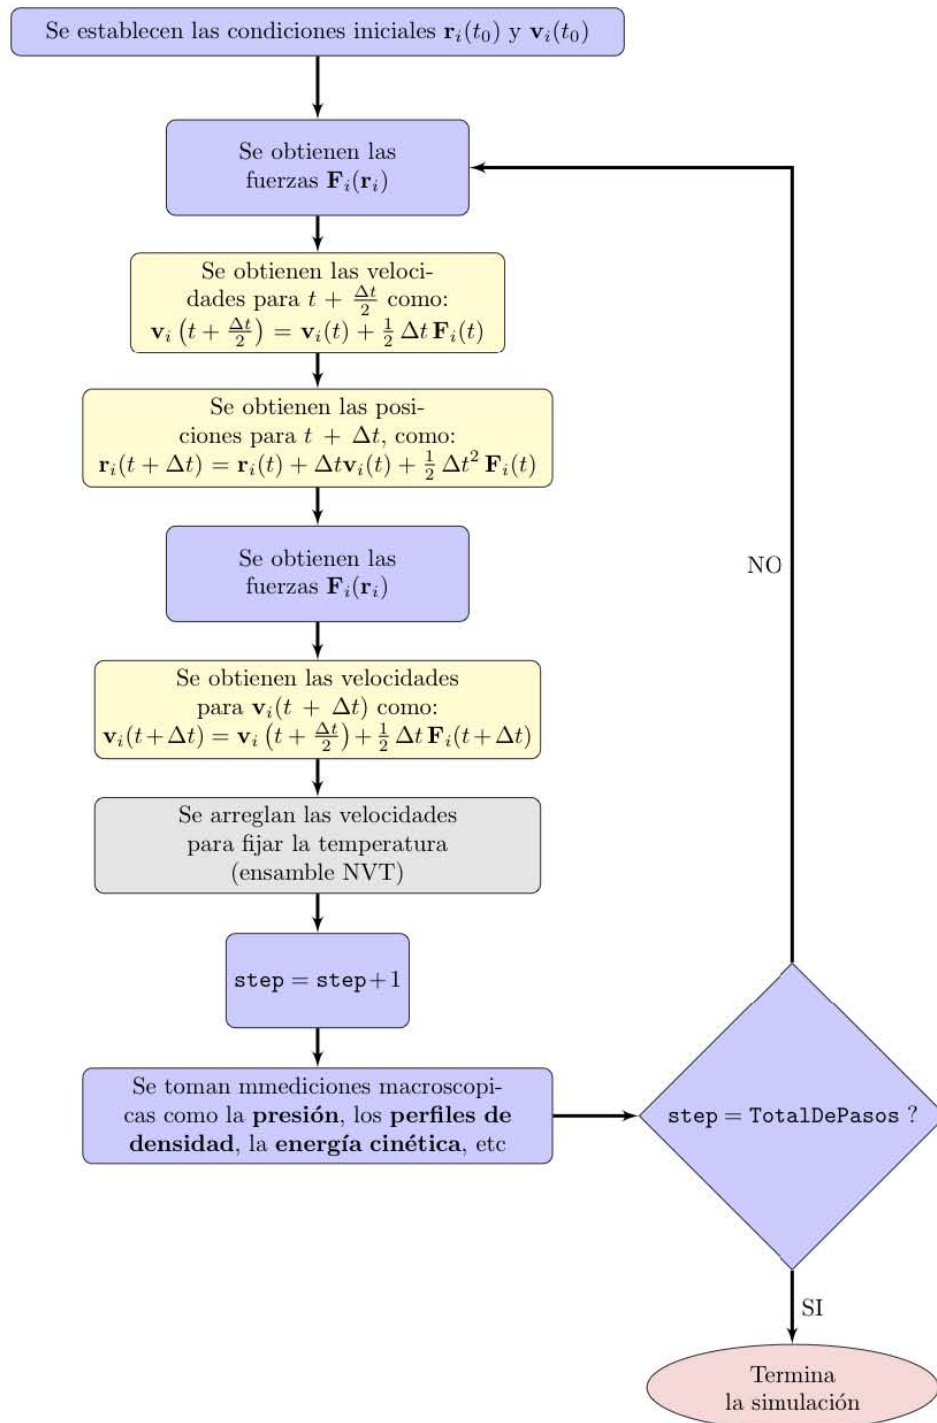 Se establecen las condiciones iniciales r_i(t_0) y v_i(t_0)
Se obtienen las
fuerzas F_i(r_i)
Se obtienen las veloci-
dades para t + Δt/2 como:
v_i (t + Δt/2) = v_i(t) + 1/2 Δt F_i(t)
Se obtienen las posi-
ciones para t + Δt, como:
r_i(t + Δt) = r_i(t) + Δtv_i(t) + 1/2 Δt² F_i(t)
Se obtienen las
fuerzas F_i(r_i)
Se obtienen las velocidades
para v_i(t + Δt) como:
v_i(t+Δt) = v_i (t + Δt/2) + 1/2 Δt F_i(t+Δt)
Se arreglan las velocidades
para fijar la temperatura
(ensamble NVT)
step = step+1
Se toman mmediciones macroscopi-
cas como la presión, los perfiles de
densidad, la energía cinética, etc
step = TotalDePasos ?
NO
SI
Termina
la simulación